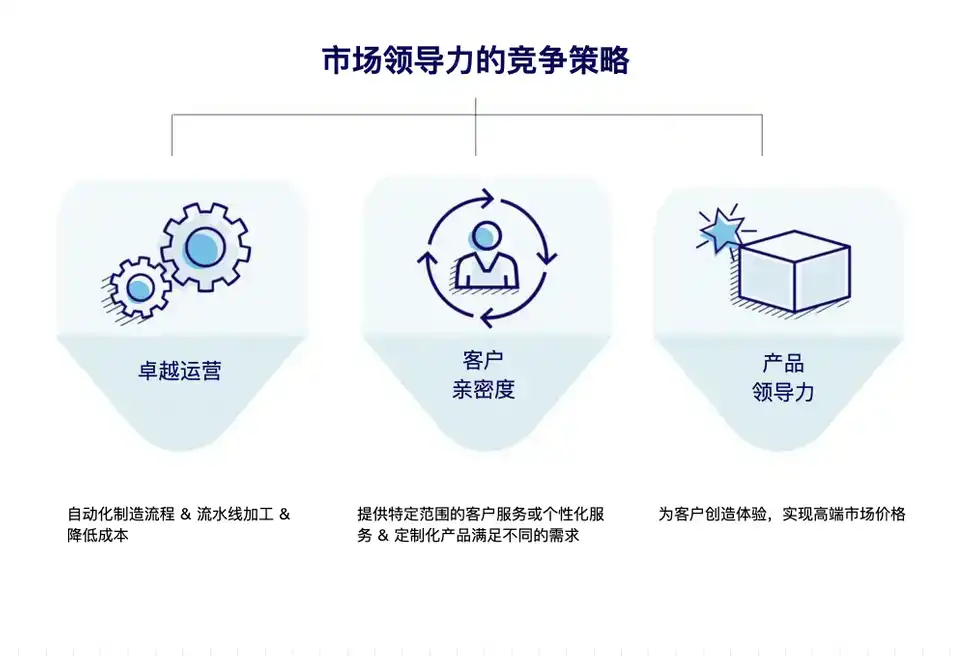 市场领导力的竞争策略
卓越运营
客户
亲密度
产品
领导力
自动化制造流程 & 流水线加工 &
降低成本
提供特定范围的客户服务或个性化服
务 & 定制化产品满足不同的需求
为客户创造体验，实现高端市场价格